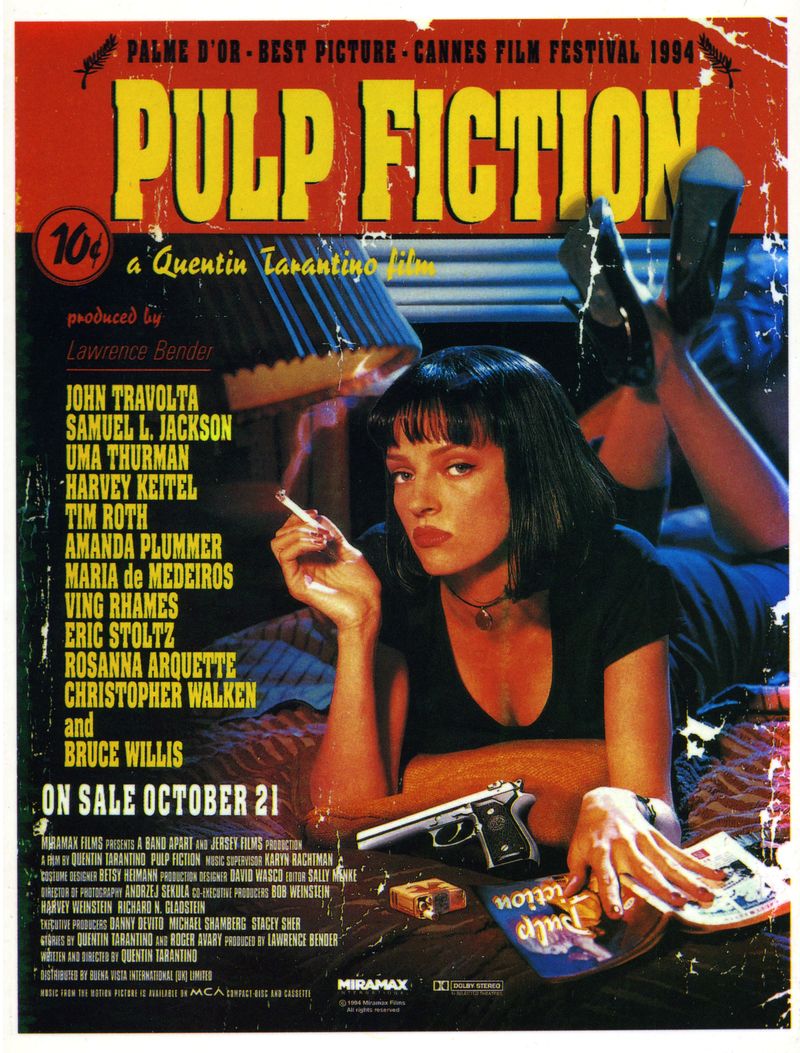 PALME D'OR - BEST PICTURE - CANNES FILM FESTIVAL 1994
PULP FICTION
10¢
a Quentin Tarantino film
produced by
Lawrence Bender
JOHN TRAVOLTA
SAMUEL L. JACKSON
UMA THURMAN
HARVEY KEITEL
TIM ROTH
AMANDA PLUMMER
MARIA de MEDEIROS
VING RHAMES
ERIC STOLTZ
ROSANNA ARQUETTE
CHRISTOPHER WALKEN
and
BRUCE WILLIS
ON SALE OCTOBER 21
MIRAMAX FILMS PRESENTS A BAND APART AND JERSEY FILMS PRODUCTION
A FILM BY QUENTIN TARANTINO PULP FICTION MUSIC SUPERVISOR KARYN RACHTMAN
COSTUME DESIGNER BETSY HEIMANN PRODUCTION DESIGNER DAVID WASCO EDITOR SALLY MENKE
DIRECTOR OF PHOTOGRAPHY ANDRZEJ SEKULA CO-EXECUTIVE PRODUCERS BOB WEINSTEIN
HARVEY WEINSTEIN RICHARD N. GLADSTEIN
EXECUTIVE PRODUCERS DANNY DEVITO MICHAEL SHAMBERG STACEY SHER
STORIES BY QUENTIN TARANTINO AND ROGER AVARY PRODUCED BY LAWRENCE BENDER
WRITTEN AND DIRECTED BY QUENTIN TARANTINO
DISTRIBUTED BY BUENA VISTA INTERNATIONAL (UK) LIMITED
MUSIC FROM THE MOTION PICTURE IS AVAILABLE ON MCA COMPACT-DISC AND CASSETTE
MIRAMAX
INTERNATIONAL
© 1994 Miramax Films
All rights reserved
DOLBY STEREO
IN SELECTED THEATRES
Pulp
Fiction